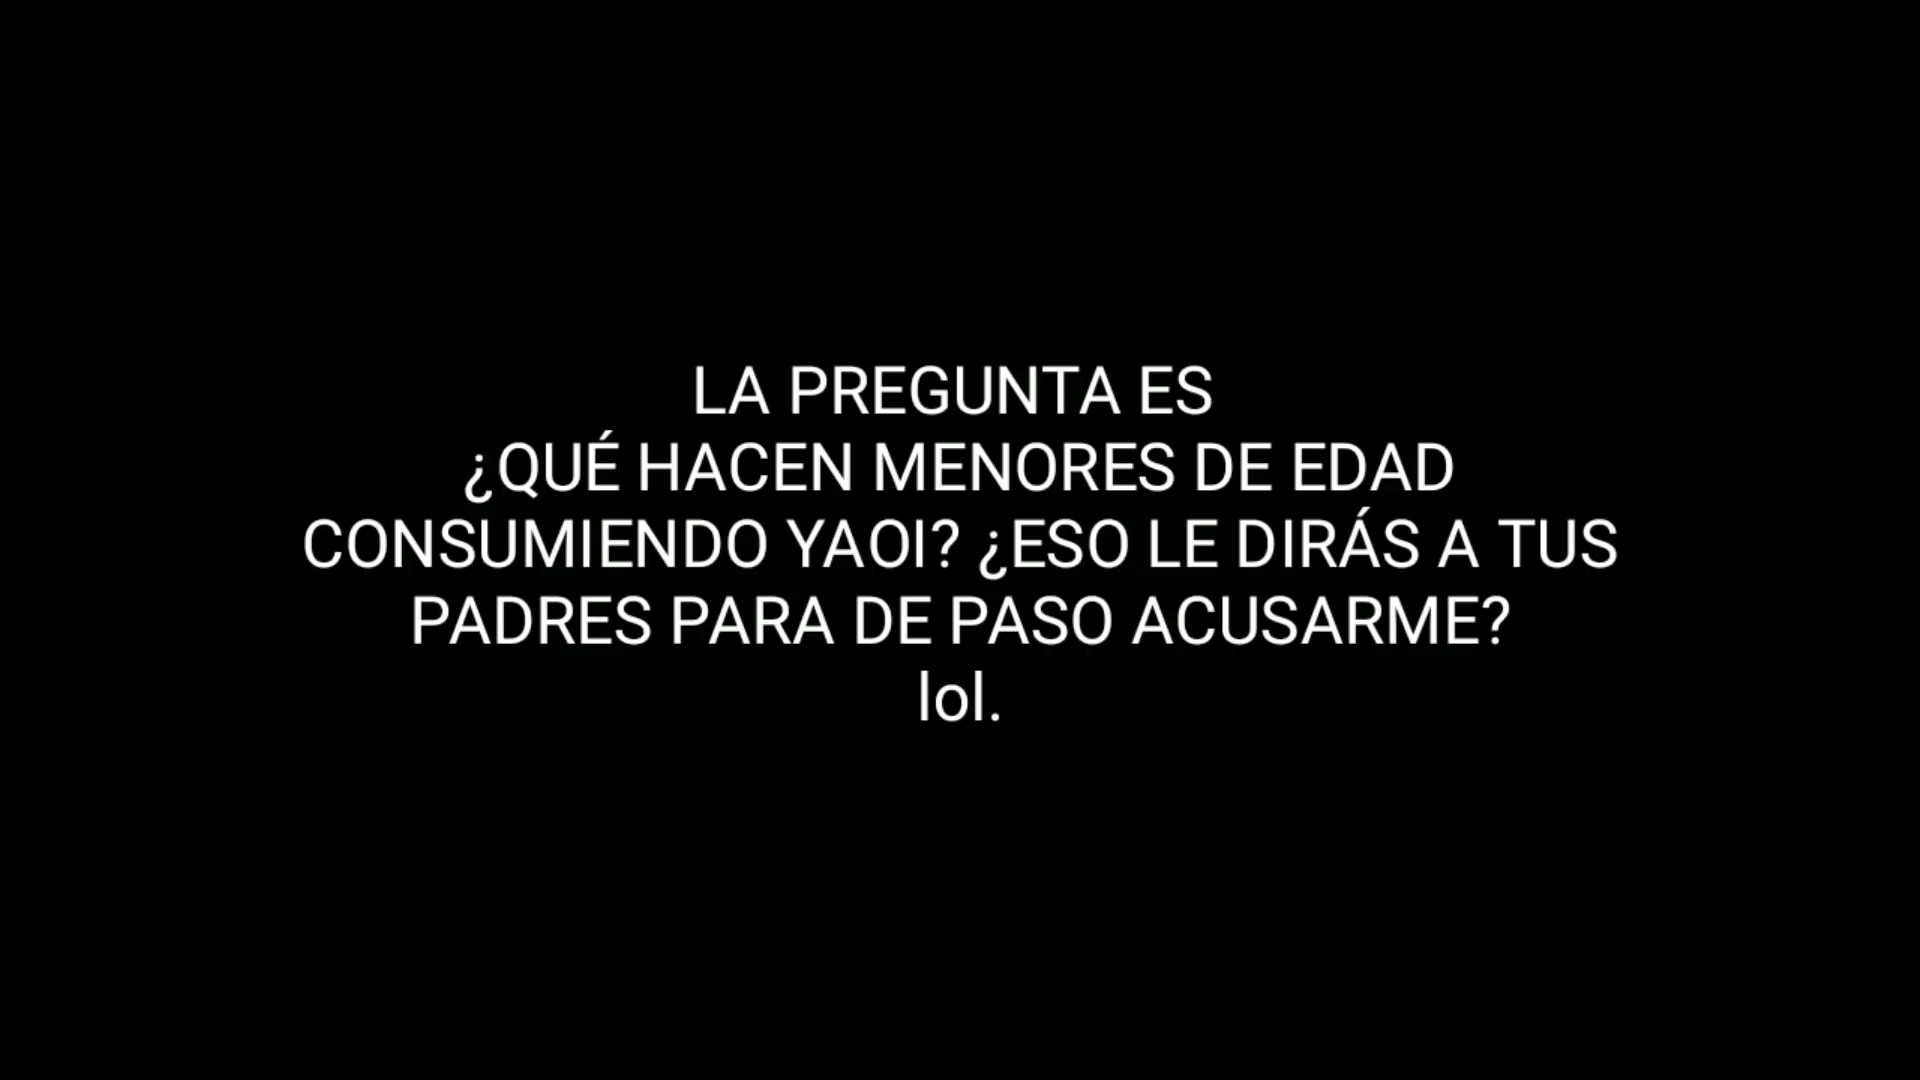 LA PREGUNTA ES
¿QUÉ HACEN MENORES DE EDAD
CONSUMIENDO YAOI? ¿ESO LE DIRÁS A TUS
PADRES PARA DE PASO ACUSARME?
lol.